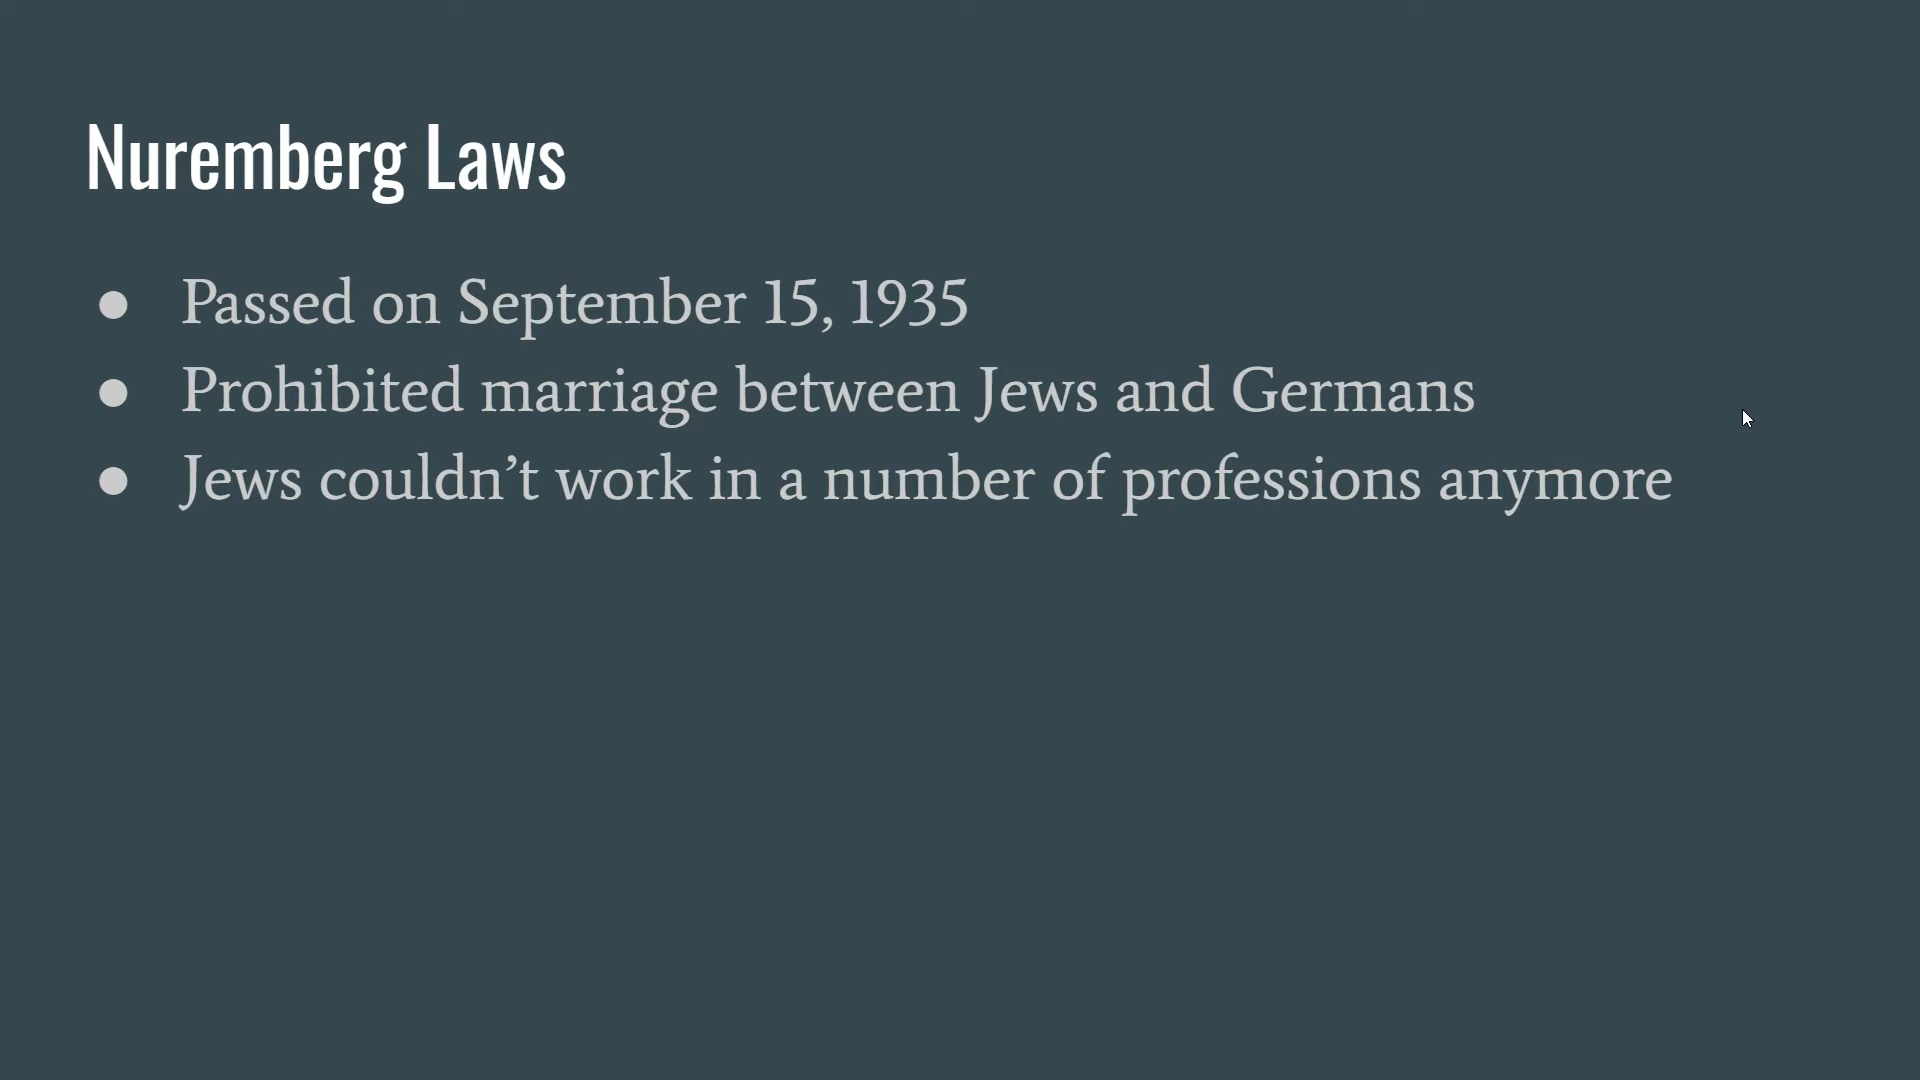 Nuremberg Laws
● Passed on September 15, 1935
● Prohibited marriage between Jews and Germans
● Jews couldn’t work in a number of professions anymore